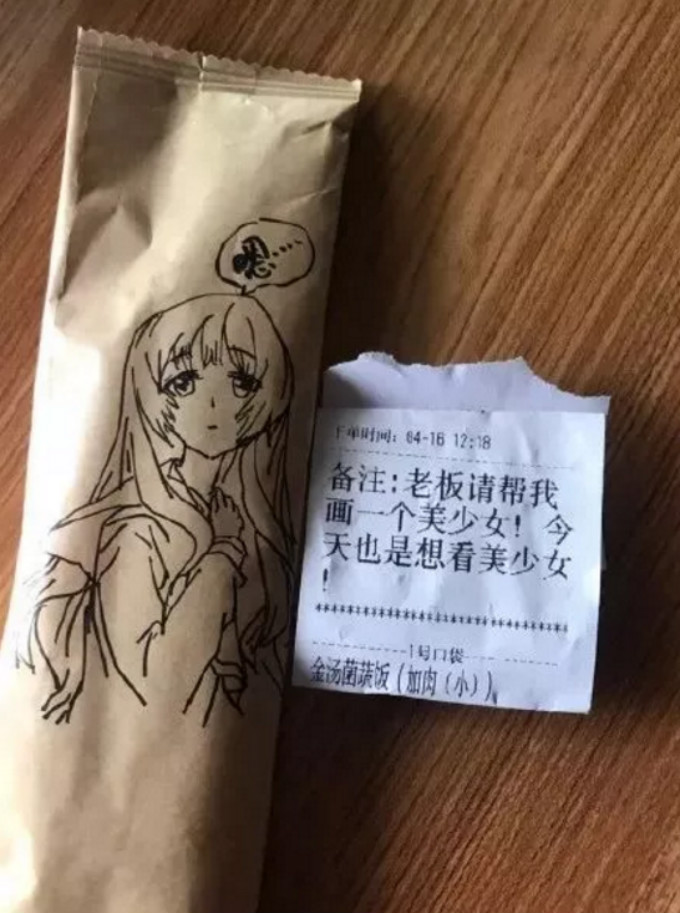 嗯……
下单时间: 04-16 12:18
备注:老板请帮我
画一个美少女! 今
天也是想看美少女
!
********************************
1号口袋
金汤菌蔬饭(加肉(小))